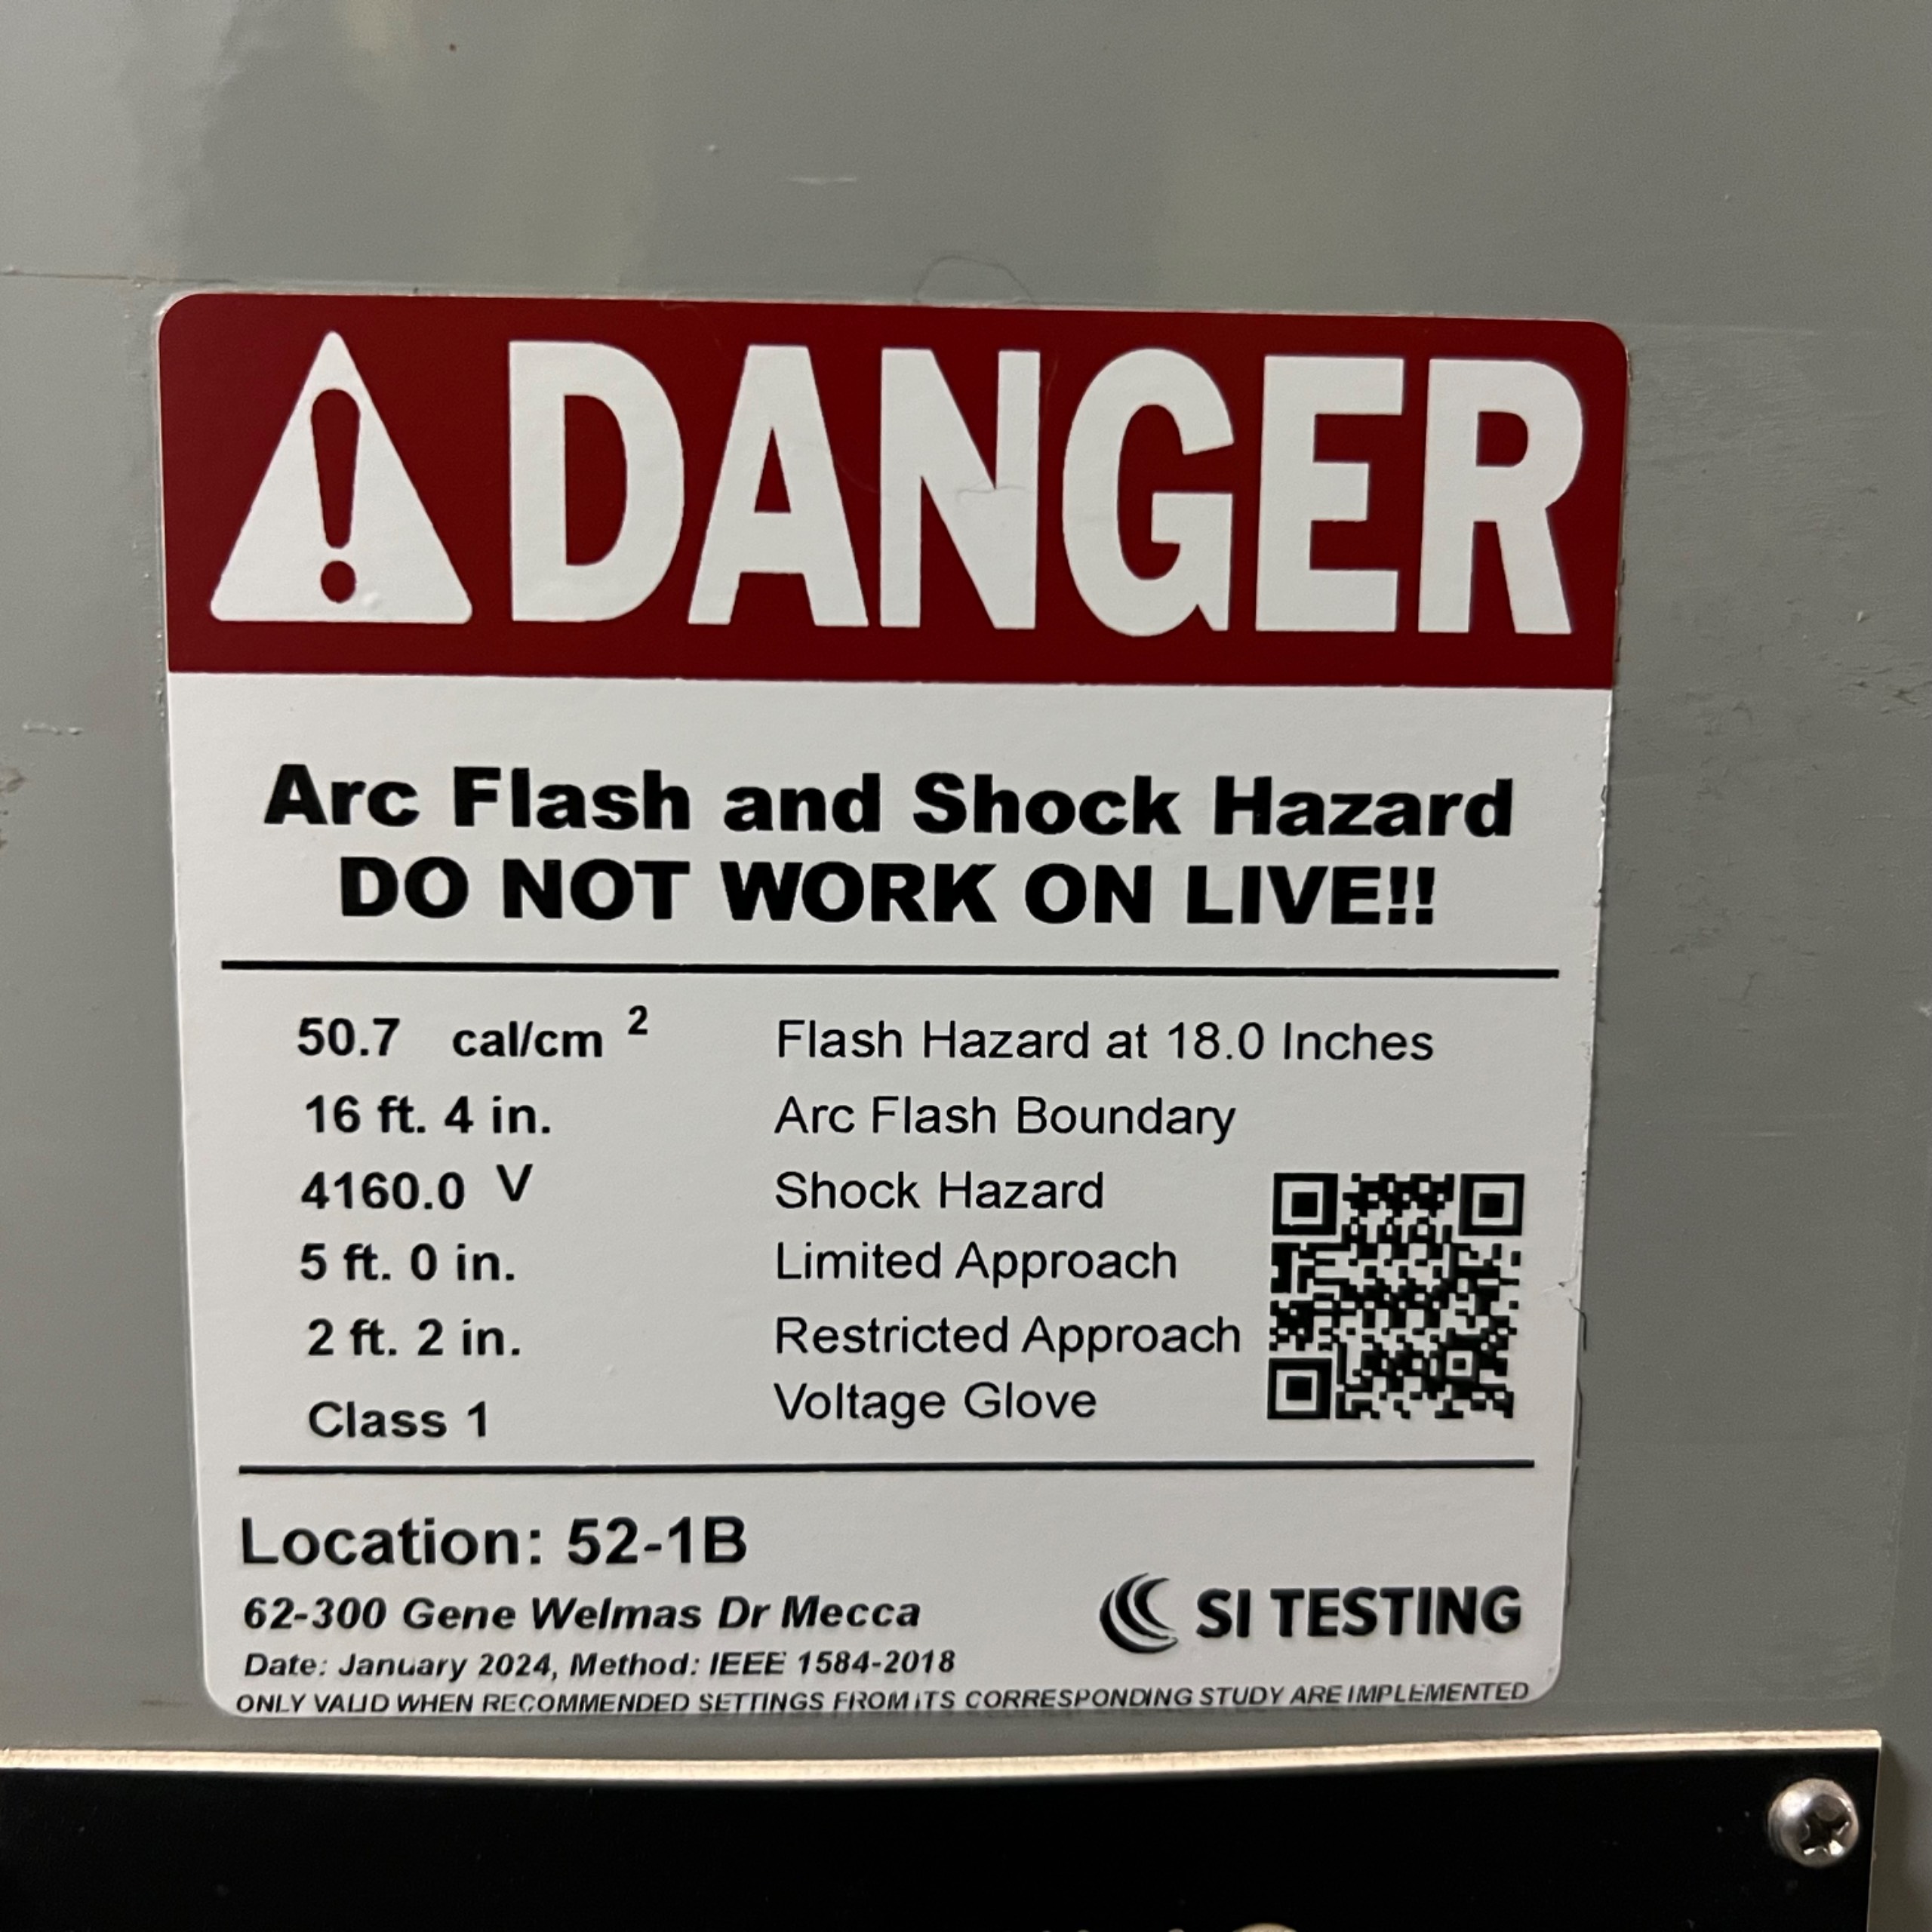 DANGER
Arc Flash and Shock Hazard
DO NOT WORK ON LIVE!!
50.7 cal/cm 2 Flash Hazard at 18.0 Inches
16 ft. 4 in. Arc Flash Boundary
4160.0 V Shock Hazard
5 ft. 0 in. Limited Approach
2 ft. 2 in. Restricted Approach
Class 1 Voltage Glove
Location: 52-1B
62-300 Gene Welmas Dr Mecca
SI TESTING
Date: January 2024, Method: IEEE 1584-2018
ONLY VALID WHEN RECOMMENDED SETTINGS FROM ITS CORRESPONDING STUDY ARE IMPLEMENTED